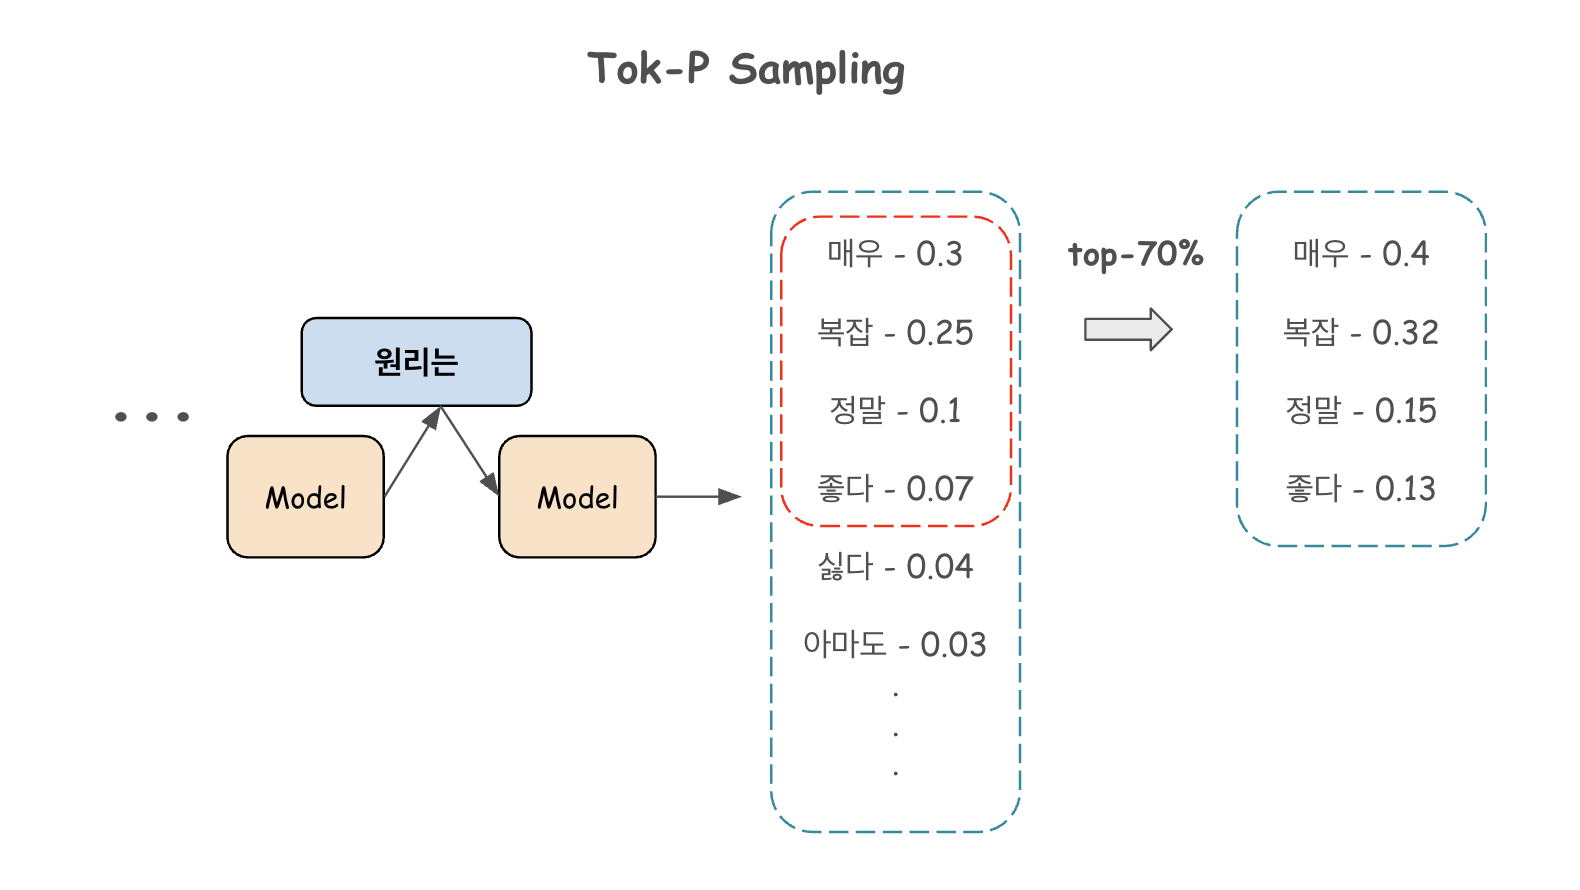 Tok-P Sampling
원리는
Model
Model
매우 - 0.3
복잡 - 0.25
정말 - 0.1
좋다 - 0.07
싫다 - 0.04
아마도 - 0.03
.
.
.
top-70%
매우 - 0.4
복잡 - 0.32
정말 - 0.15
좋다 - 0.13